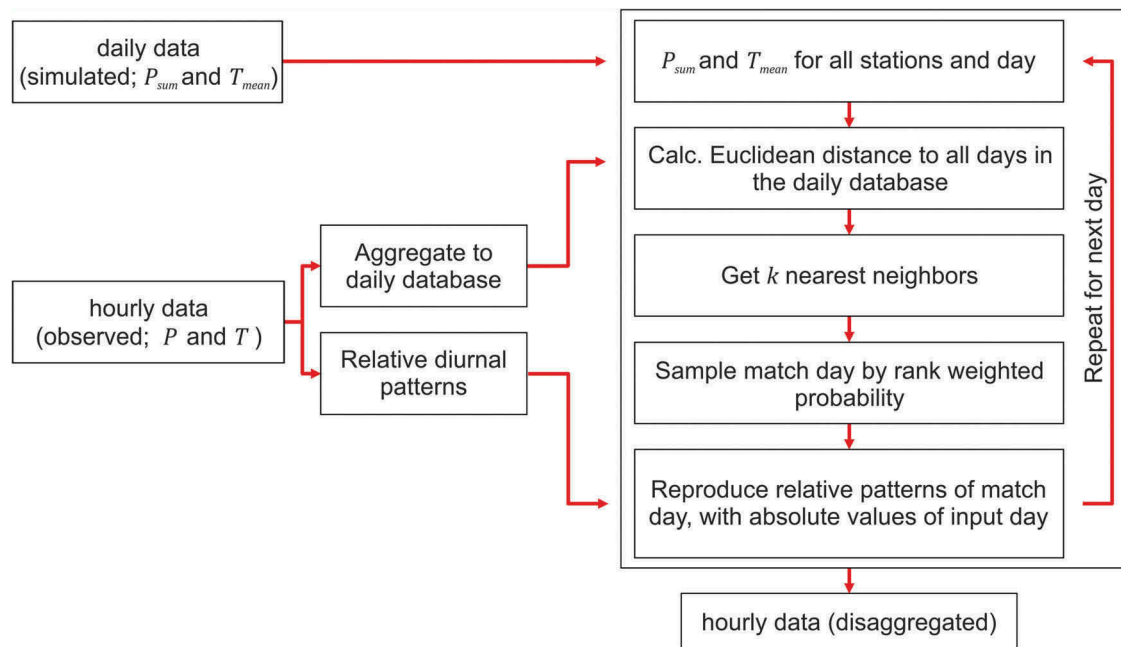 daily data
(simulated; P_sum and T_mean)
P_sum and T_mean for all stations and day
Calc. Euclidean distance to all days in
the daily database
Aggregate to
daily database
Get k nearest neighbors
hourly data
(observed; P and T )
Relative diurnal
patterns
Sample match day by rank weighted
probability
Reproduce relative patterns of match
day, with absolute values of input day
Repeat for next day
hourly data (disaggregated)